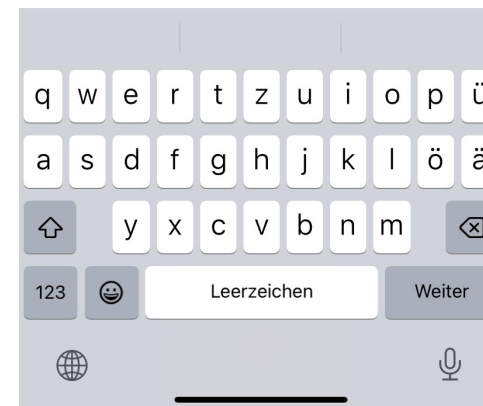 q w e r t z u i o p ü
a s d f g h j k l ö ä
y x c v b n m
123 Leerzeichen Weiter